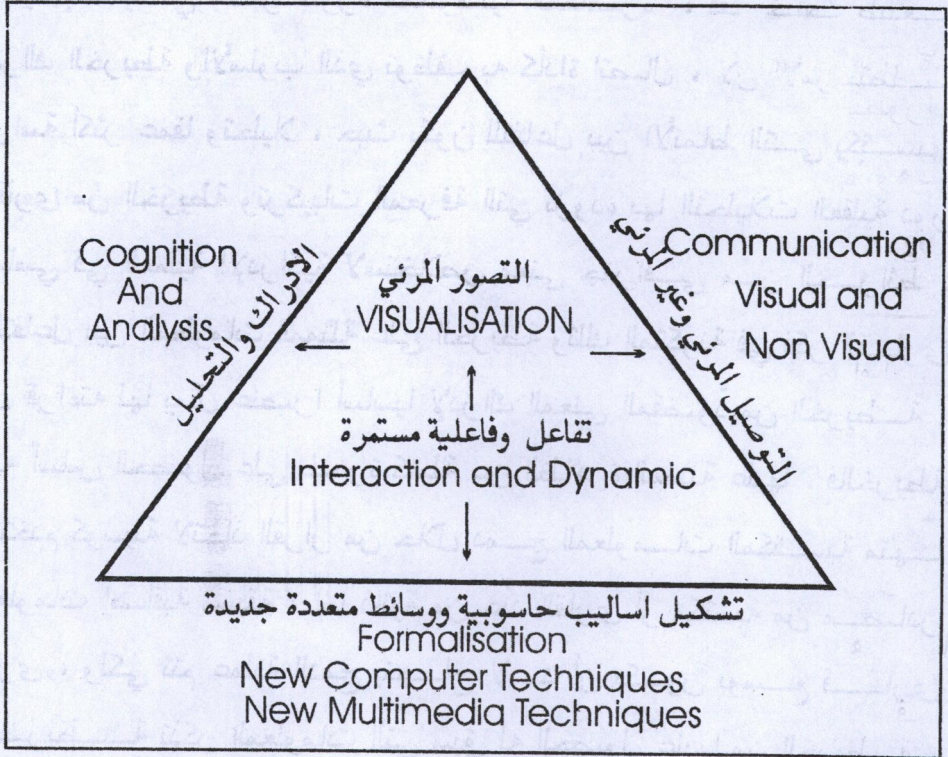 التصور المرئي
VISUALISATION
Cognition
And
Analysis
الادراك والتحليل
Communication
Visual and
Non Visual
التوصيل المرئي وغير المرئي
تفاعل وفاعلية مستمرة
Interaction and Dynamic
تشكيل اساليب حاسوبية ووسائط متعددة جديدة
Formalisation
New Computer Techniques
New Multimedia Techniques